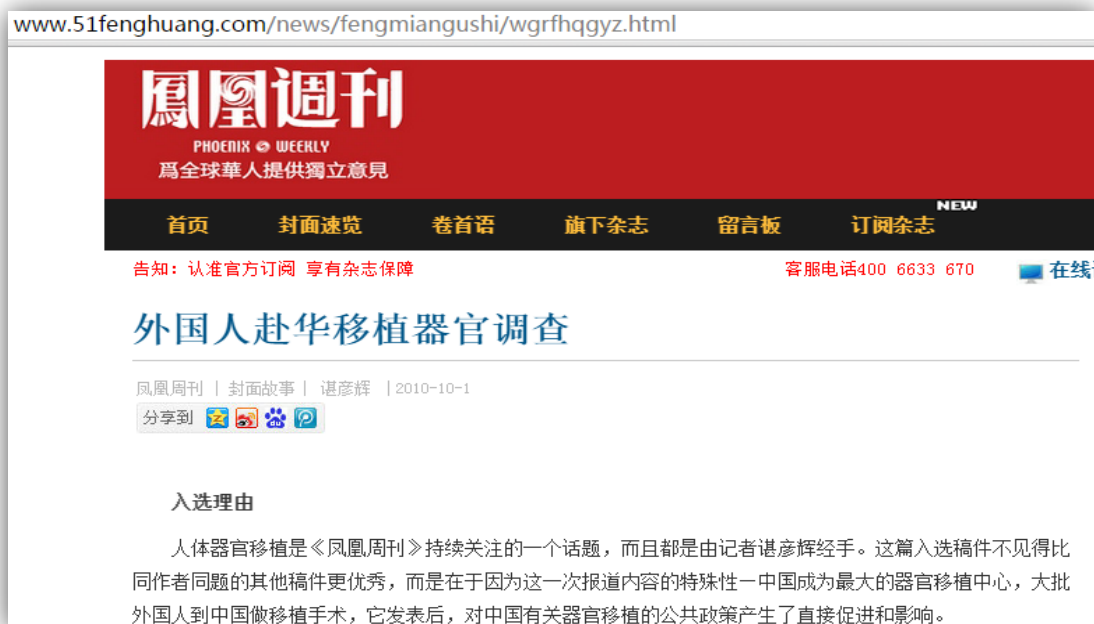 www.51fenghuang.com/news/fengmiangushi/wgrfhqgyz.html
鳳凰周刊
PHOENIX WEEKLY
爲全球華人提供獨立意見
首页 封面速览 卷首语 旗下杂志 留言板 订阅杂志 NEW
告知：认准官方订阅 享有杂志保障 客服电话400 6633 670 在线
外国人赴华移植器官调查
凤凰周刊 | 封面故事 | 谌彦辉 | 2010-10-1
分享到
入选理由
人体器官移植是《凤凰周刊》持续关注的一个话题，而且都是由记者谌彦辉经手。这篇入选稿件不见得比
同作者同题的其他稿件更优秀，而是在于因为这一次报道内容的特殊性－中国成为最大的器官移植中心，大批
外国人到中国做移植手术，它发表后，对中国有关器官移植的公共政策产生了直接促进和影响。